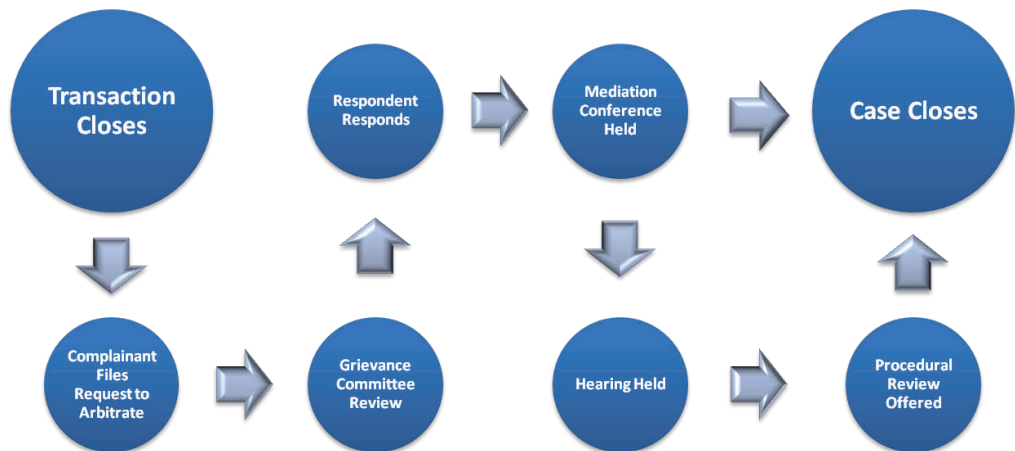 Transaction
Closes
Complainant
Files
Request to
Arbitrate
Grievance
Committee
Review
Respondent
Responds
Mediation
Conference
Held
Hearing Held
Procedural
Review
Offered
Case Closes